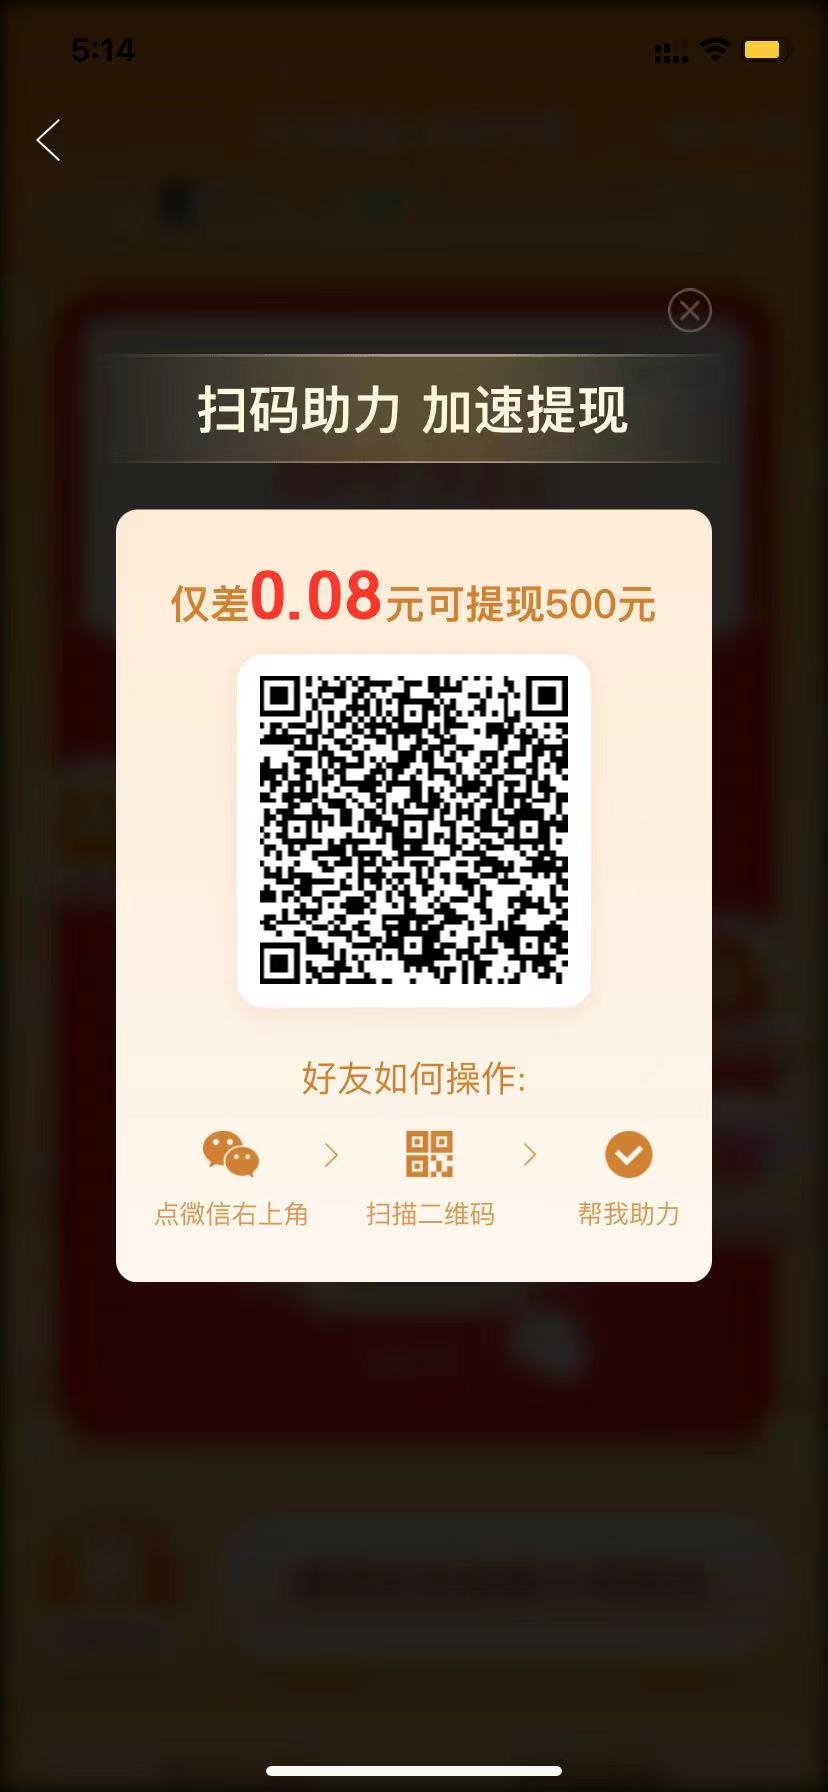 5:14
扫码助力 加速提现
仅差0.08元可提现500元
好友如何操作:
点微信右上角
扫描二维码
帮我助力